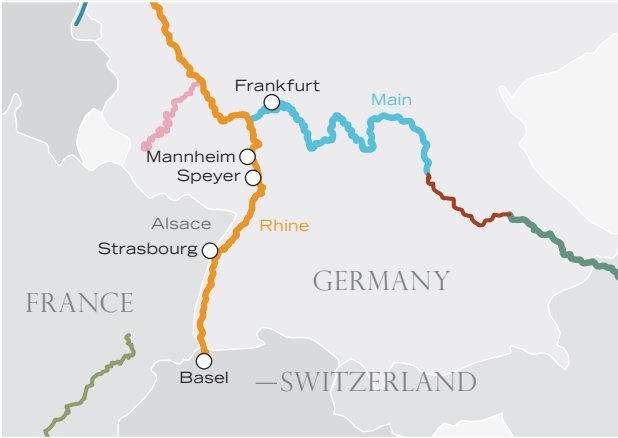 Frankfurt
Main
Mannheim
Speyer
Alsace
Rhine
Strasbourg
GERMANY
FRANCE
Basel
—SWITZERLAND